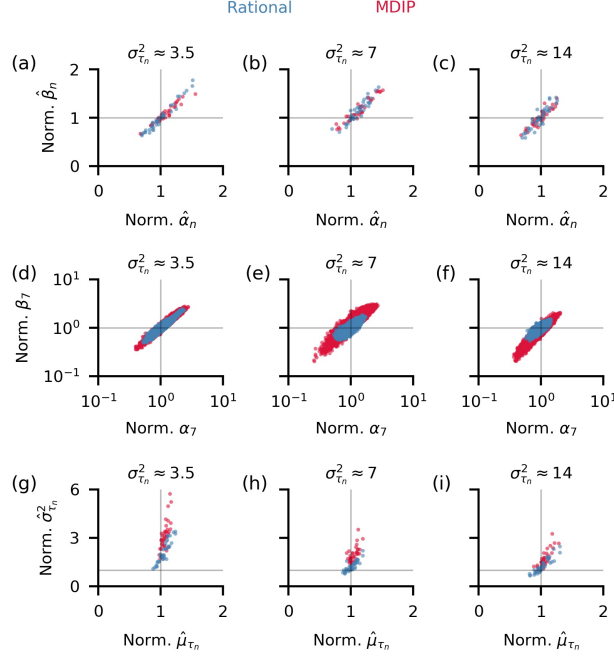 Rational MDIP
(a) σ²τₙ ≈ 3.5 (b) σ²τₙ ≈ 7 (c) σ²τₙ ≈ 14
Norm. β̂ₙ
2
1
0
0 1 2 0 1 2 0 1 2
Norm. α̂ₙ Norm. α̂ₙ Norm. α̂ₙ
(d) σ²τₙ ≈ 3.5 (e) σ²τₙ ≈ 7 (f) σ²τₙ ≈ 14
Norm. β₇
10¹
10⁰
10⁻¹
10⁻¹ 10⁰ 10¹ 10⁻¹ 10⁰ 10¹ 10⁻¹ 10⁰ 10¹
Norm. α₇ Norm. α₇ Norm. α₇
(g) σ²τₙ ≈ 3.5 (h) σ²τₙ ≈ 7 (i) σ²τₙ ≈ 14
Norm. σ̂²τₙ
6
3
0
0 1 2 0 1 2 0 1 2
Norm. μ̂τₙ Norm. μ̂τₙ Norm. μ̂τₙ